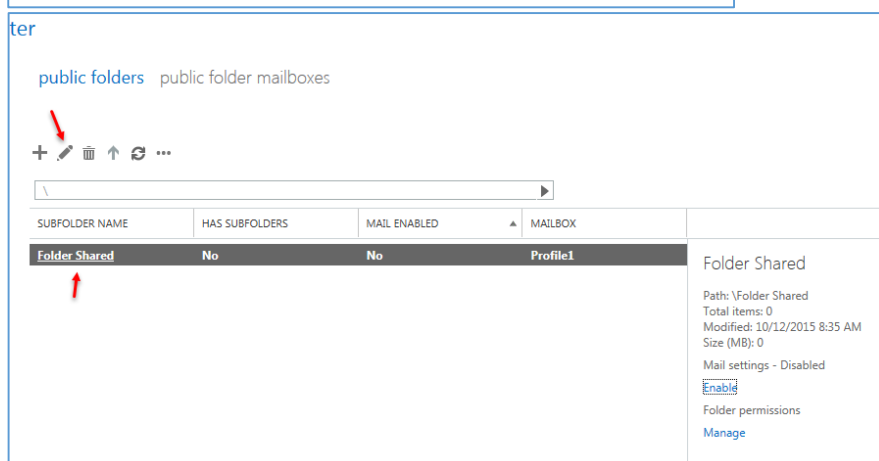 ter
public folders public folder mailboxes
\
SUBFOLDER NAME HAS SUBFOLDERS MAIL ENABLED MAILBOX
Folder Shared No No Profile1
Folder Shared
Path: \Folder Shared
Total items: 0
Modified: 10/12/2015 8:35 AM
Size (MB): 0
Mail settings - Disabled
Enable
Folder permissions
Manage